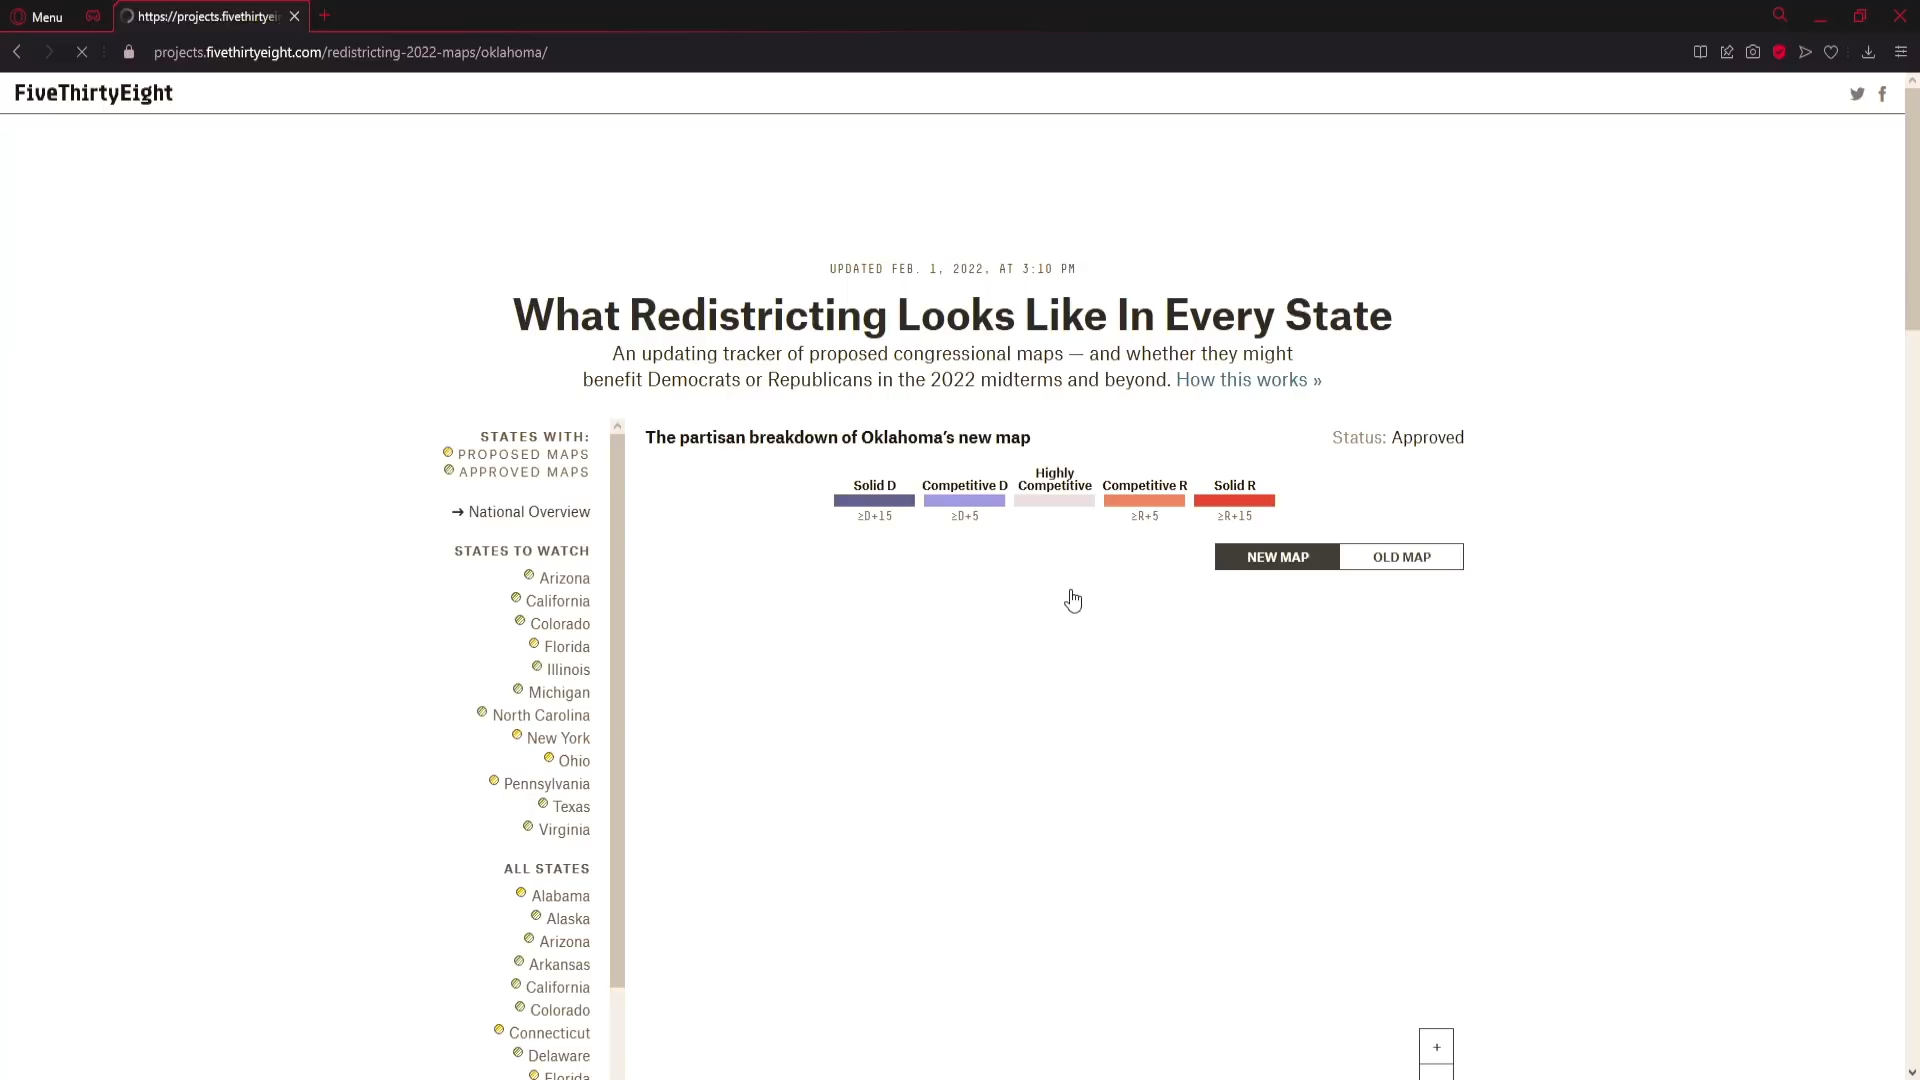 Menu
https://projects.fivethirtyei
projects.fivethirtyeight.com/redistricting-2022-maps/oklahoma/
FiveThirtyEight
UPDATED FEB. 1, 2022, AT 3:10 PM
What Redistricting Looks Like In Every State
An updating tracker of proposed congressional maps — and whether they might
benefit Democrats or Republicans in the 2022 midterms and beyond. How this works »
STATES WITH:
PROPOSED MAPS
APPROVED MAPS
→ National Overview
STATES TO WATCH
Arizona
California
Colorado
Florida
Illinois
Michigan
North Carolina
New York
Ohio
Pennsylvania
Texas
Virginia
ALL STATES
Alabama
Alaska
Arizona
Arkansas
California
Colorado
Connecticut
Delaware
Florida
The partisan breakdown of Oklahoma's new map
Status: Approved
Solid D
Competitive D
Highly
Competitive
Competitive R
Solid R
≥D+15
≥D+5
≥R+5
≥R+15
NEW MAP
OLD MAP
+